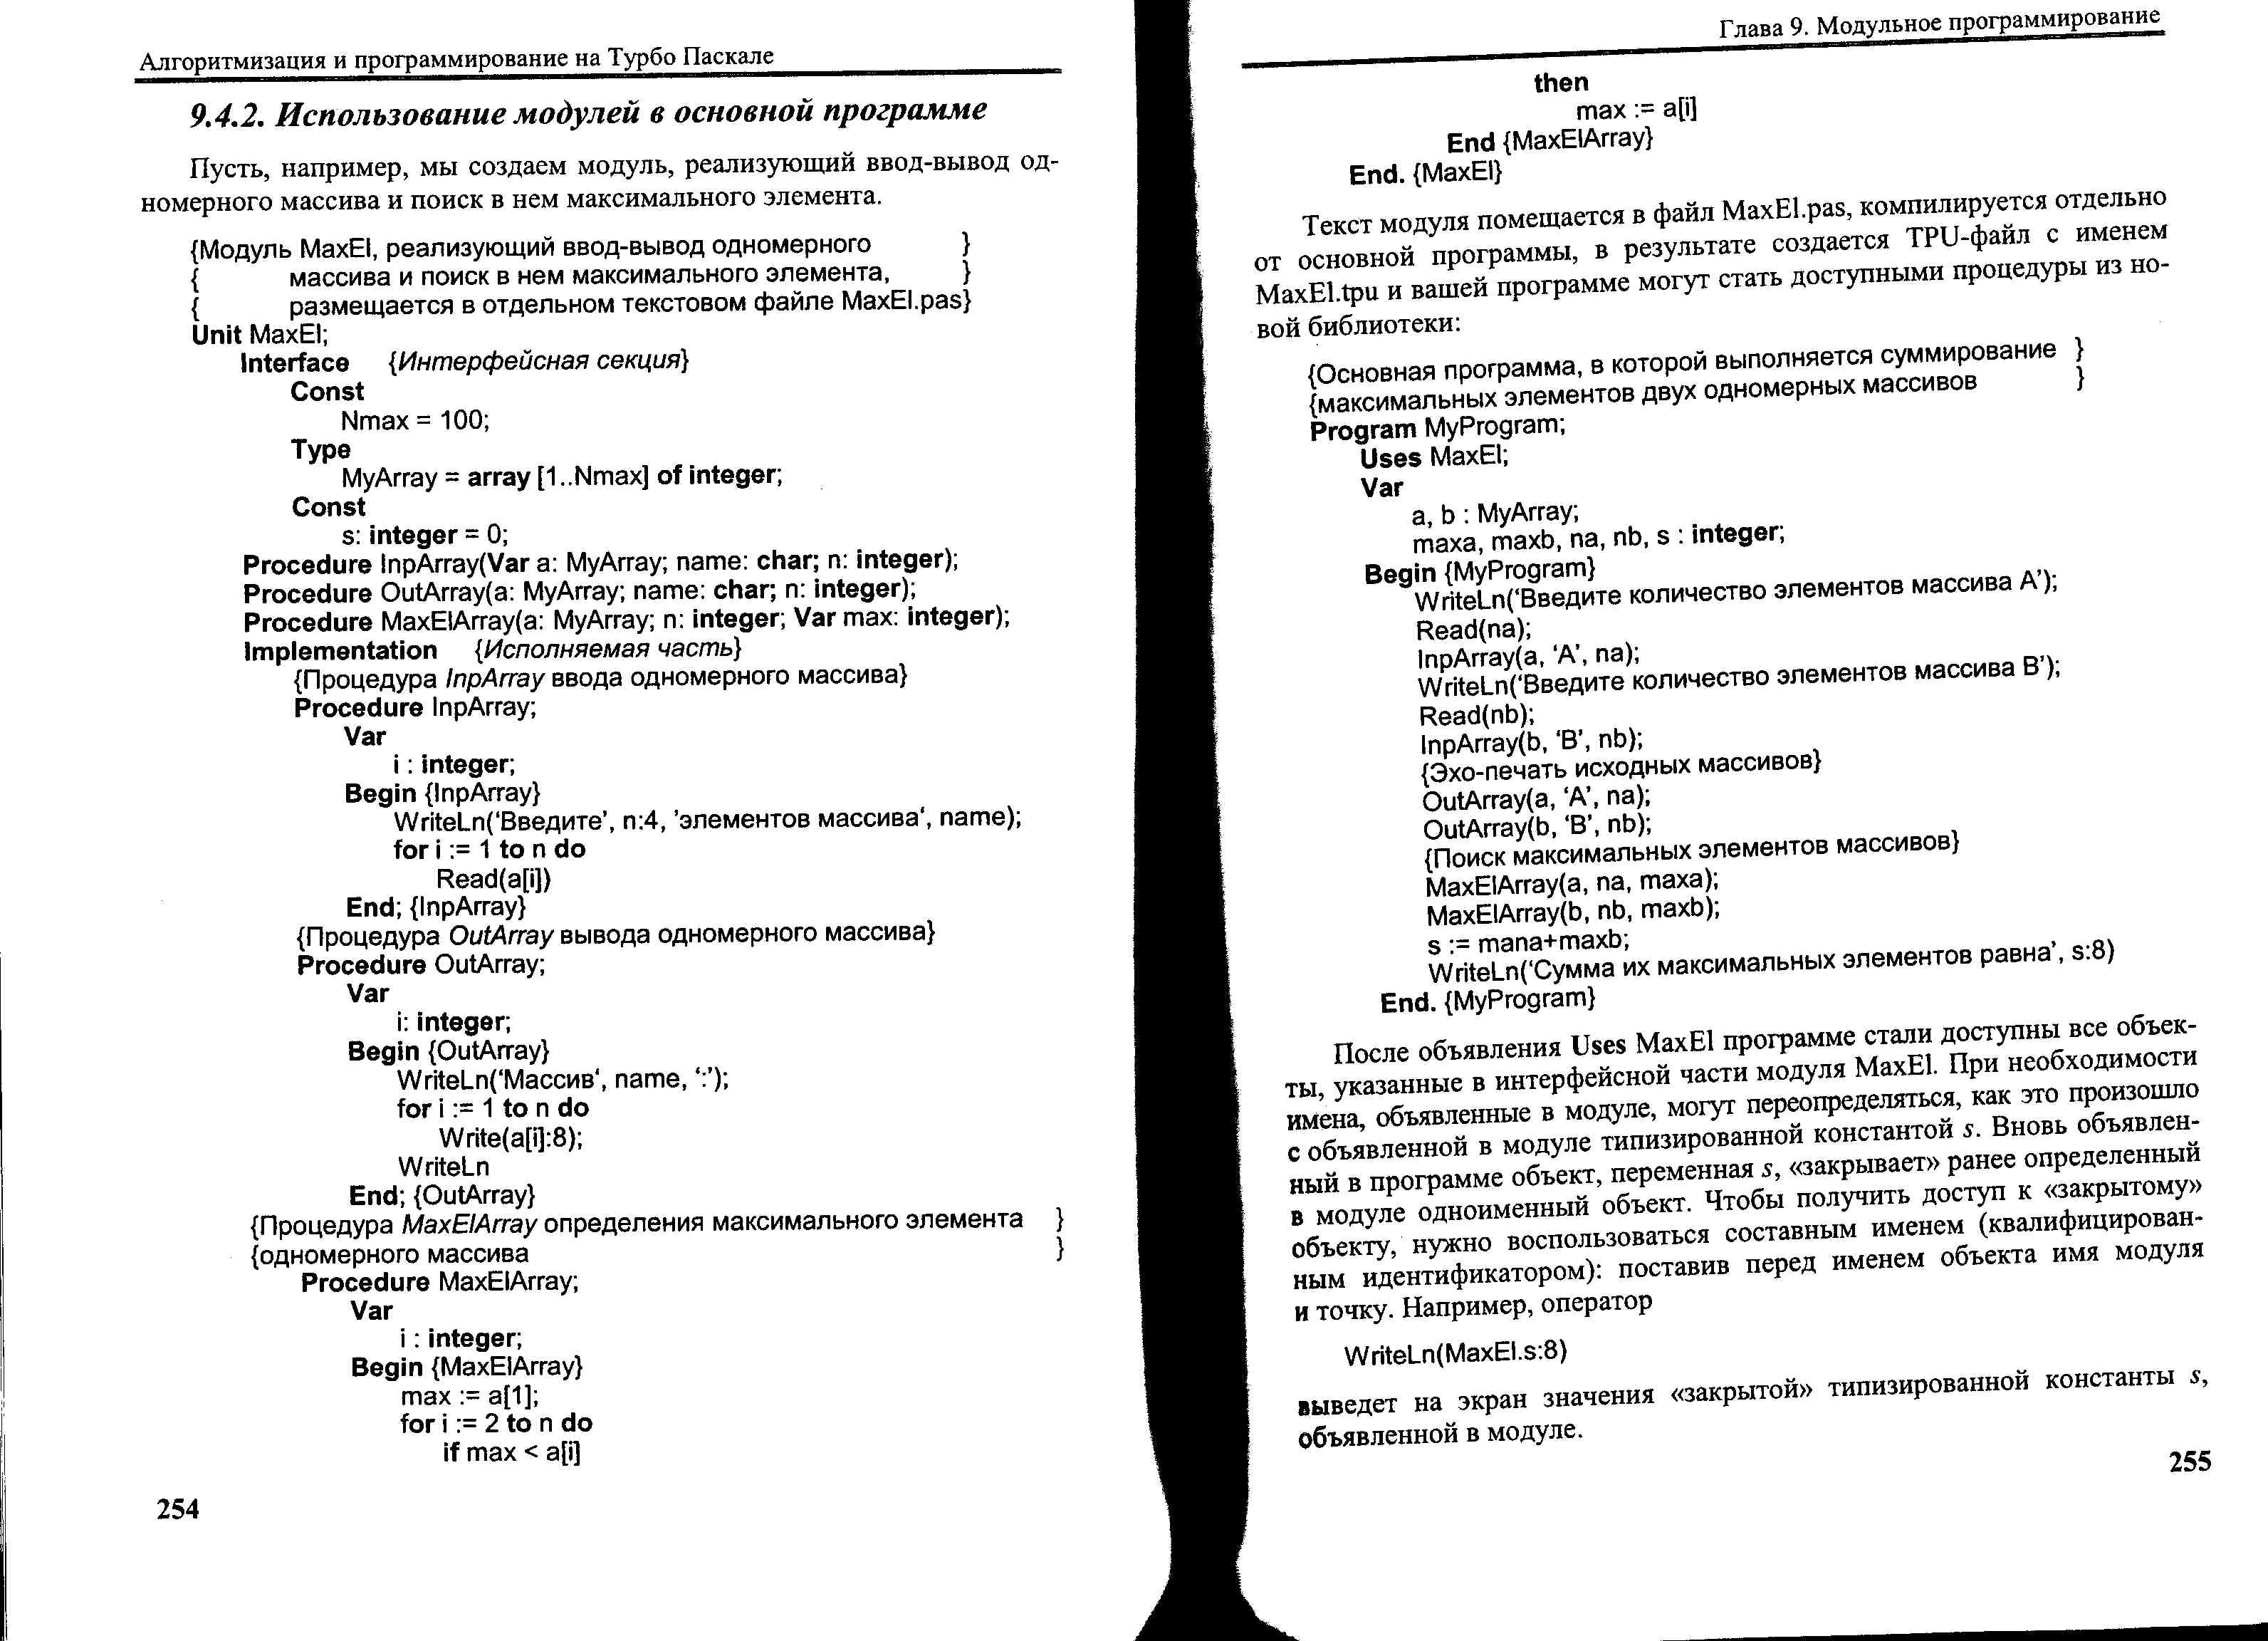 Алгоритмизация и программирование на Турбо Паскале
9.4.2. Использование модулей в основной программе
Пусть, например, мы создаем модуль, реализующий ввод-вывод од-
номерного массива и поиск в нем максимального элемента.
{Модуль MaxEl, реализующий ввод-вывод одномерного }
{ массива и поиск в нем максимального элемента, }
{ размещается в отдельном текстовом файле MaxEl.pas}
Unit MaxEl;
Interface {Интерфейсная секция}
Const
Nmax = 100;
Type
MyArray = array [1..Nmax] of integer;
Const
s: integer = 0;
Procedure InpArray(Var a: MyArray; name: char; n: integer);
Procedure OutArray(a: MyArray; name: char; n: integer);
Procedure MaxElArray(a: MyArray; n: integer; Var max: integer);
Implementation {Исполняемая часть}
{Процедура InpArray ввода одномерного массива}
Procedure InpArray;
Var
i : integer;
Begin {InpArray}
WriteLn(‘Введите’, n:4, ’элементов массива‘, name);
for i := 1 to n do
Read(a[i])
End; {InpArray}
{Процедура OutArray вывода одномерного массива}
Procedure OutArray;
Var
i: integer;
Begin {OutArray}
WriteLn(‘Массив‘, name, ‘:’);
for i := 1 to n do
Write(a[i]:8);
WriteLn
End; {OutArray}
{Процедура MaxElArray определения максимального элемента }
{одномерного массива }
Procedure MaxElArray;
Var
i : integer;
Begin {MaxElArray}
max := a[1];
for i := 2 to n do
if max < a[i]
254
Глава 9. Модульное программирование
then
max := a[i]
End {MaxElArray}
End. {MaxEl}
Текст модуля помещается в файл MaxEl.pas, компилируется отдельно
от основной программы, в результате создается TPU-файл с именем
MaxEl.tpu и вашей программе могут стать доступными процедуры из но-
вой библиотеки:
{Основная программа, в которой выполняется суммирование }
{максимальных элементов двух одномерных массивов }
Program MyProgram;
Uses MaxEl;
Var
a, b : MyArray;
maxa, maxb, na, nb, s : integer;
Begin {MyProgram}
WriteLn(‘Введите количество элементов массива A’);
Read(na);
InpArray(a, ‘A’, na);
WriteLn(‘Введите количество элементов массива B’);
Read(nb);
InpArray(b, ‘B’, nb);
{Эхо-печать исходных массивов}
OutArray(a, ‘A’, na);
OutArray(b, ‘B’, nb);
{Поиск максимальных элементов массивов}
MaxElArray(a, na, maxa);
MaxElArray(b, nb, maxb);
s := mana+maxb;
WriteLn(‘Сумма их максимальных элементов равна’, s:8)
End. {MyProgram}
После объявления Uses MaxEl программе стали доступны все объек-
ты, указанные в интерфейсной части модуля MaxEl. При необходимости
имена, объявленные в модуле, могут переопределяться, как это произошло
с объявленной в модуле типизированной константой s. Вновь объявлен-
ный в программе объект, переменная s, «закрывает» ранее определенный
в модуле одноименный объект. Чтобы получить доступ к «закрытому»
объекту, нужно воспользоваться составным именем (квалифицирован-
ным идентификатором): поставив перед именем объекта имя модуля
и точку. Например, оператор
WriteLn(MaxEl.s:8)
выведет на экран значения «закрытой» типизированной константы s,
объявленной в модуле.
255